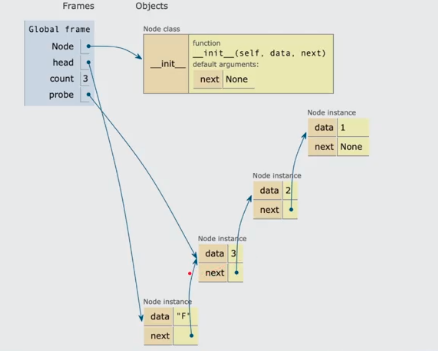 Frames Objects
Global frame
Node
head
count 3
probe
Node class
__init__
function
__init__(self, data, next)
default arguments:
next None
Node instance
data 1
next None
Node instance
data 2
next
Node instance
data 3
next
Node instance
data "F"
next